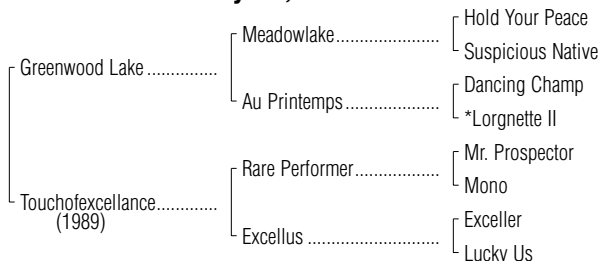 Hold Your Peace
Meadowlake....................
Suspicious Native
Greenwood Lake ..............
Dancing Champ
Au Printemps..................
*Lorgnette II
Mr. Prospector
Rare Performer.................
Mono
Touchofexcellance............
(1989)
Exceller
Excellus .........................
Lucky Us